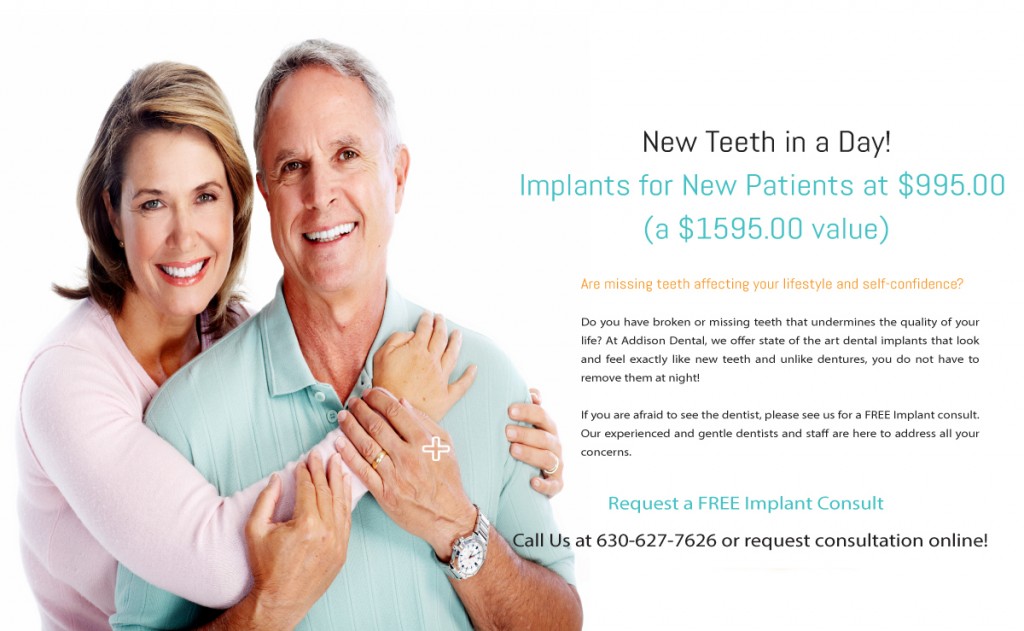 New Teeth in a Day!
Implants for New Patients at $995.00
(a $1595.00 value)
Are missing teeth affecting your lifestyle and self-confidence?
Do you have broken or missing teeth that undermines the quality of your
life? At Addison Dental, we offer state of the art dental implants that look
and feel exactly like new teeth and unlike dentures, you do not have to
remove them at night!
If you are afraid to see the dentist, please see us for a FREE Implant consult.
Our experienced and gentle dentists and staff are here to address all your
concerns.
Request a FREE Implant Consult
Call Us at 630-627-7626 or request consultation online!